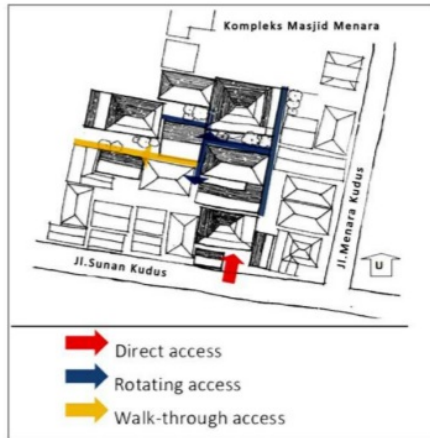 Kompleks Masjid Menara
Jl.Menara Kudus
Jl.Sunan Kudus
U
Direct access
Rotating access
Walk-through access